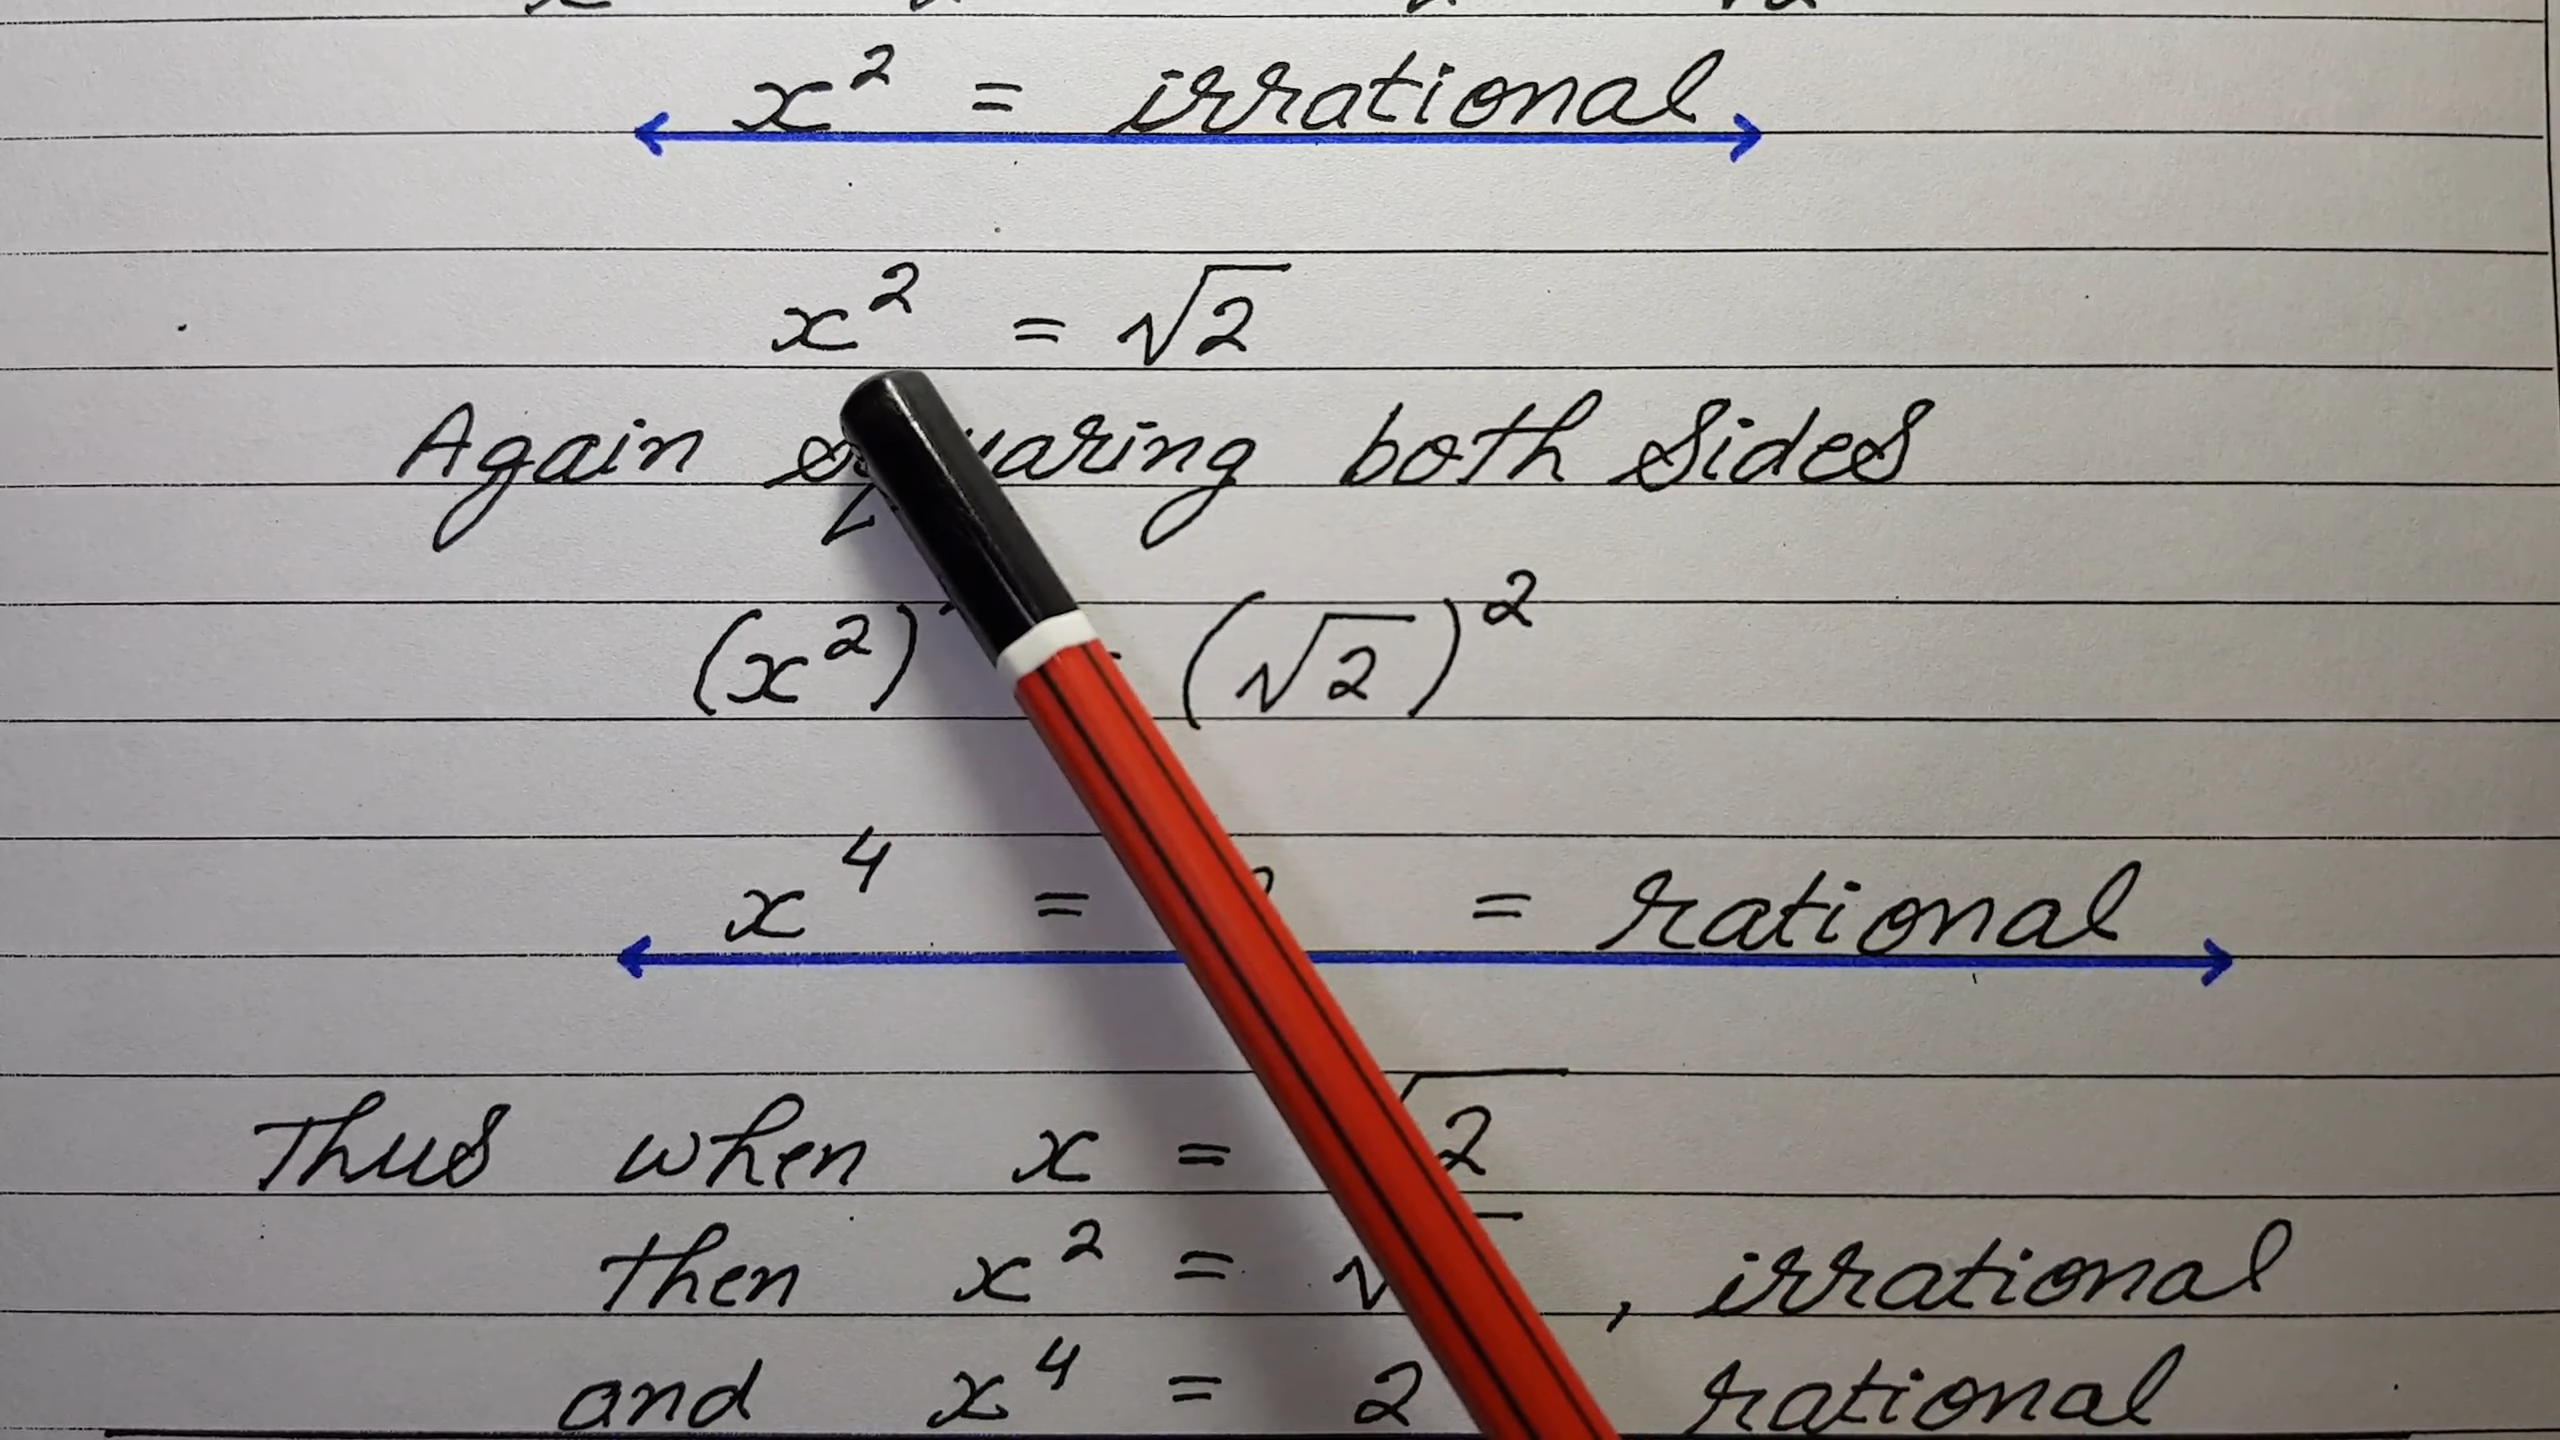 x² = irrational
x² = √2
Again squaring both sides
(x²) (√2)²
x⁴ = = rational
Thus when x = √2
then x² = √ , irrational
and x⁴ = 2 rational